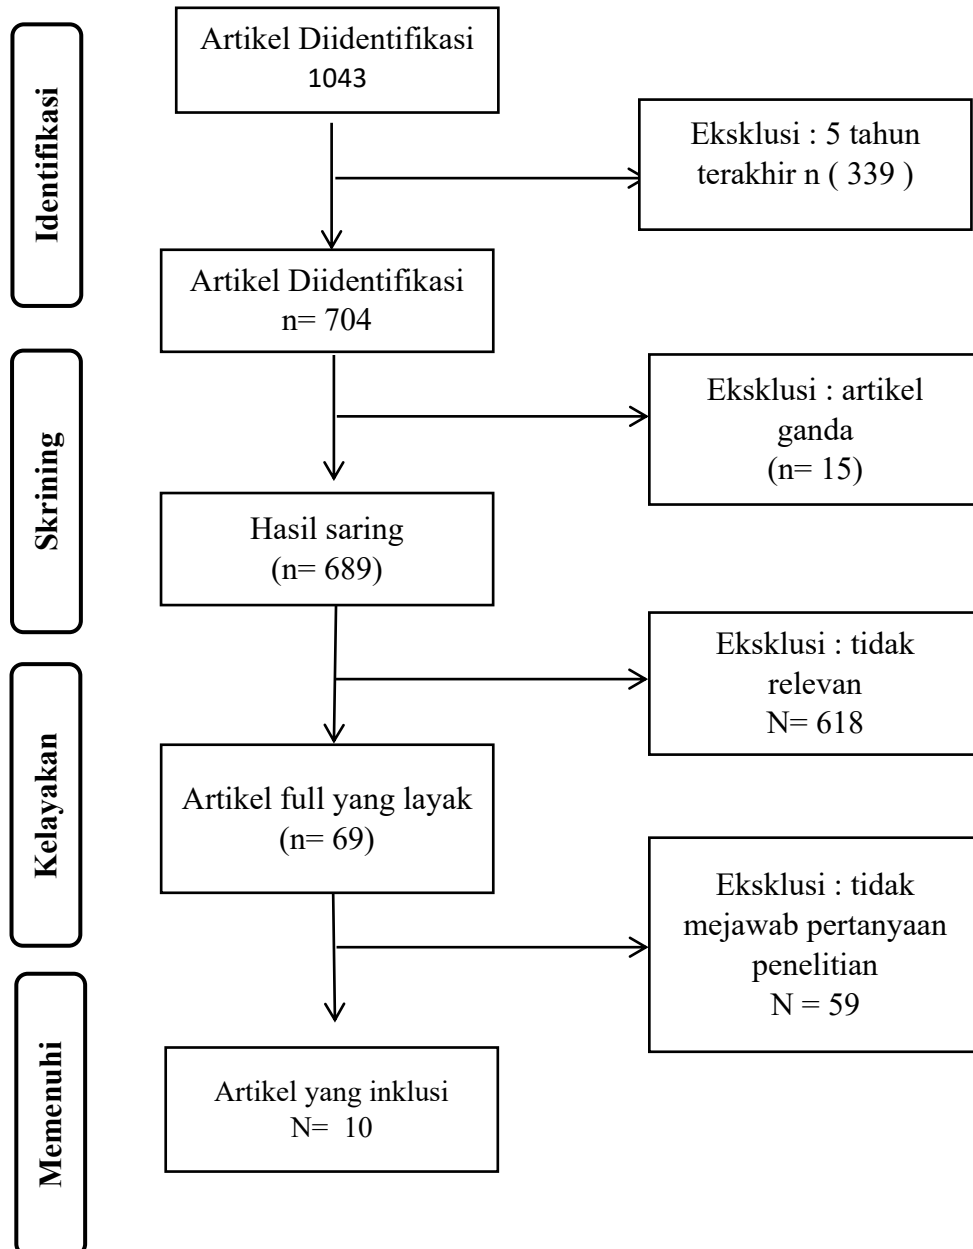 Identifikasi
Artikel Diidentifikasi
1043
Eksklusi : 5 tahun
terakhir n ( 339 )
Artikel Diidentifikasi
n= 704
Skrining
Eksklusi : artikel
ganda
(n= 15)
Hasil saring
(n= 689)
Kelayakan
Eksklusi : tidak
relevan
N= 618
Artikel full yang layak
(n= 69)
Eksklusi : tidak
mejawab pertanyaan
penelitian
N = 59
Memenuhi
Artikel yang inklusi
N= 10